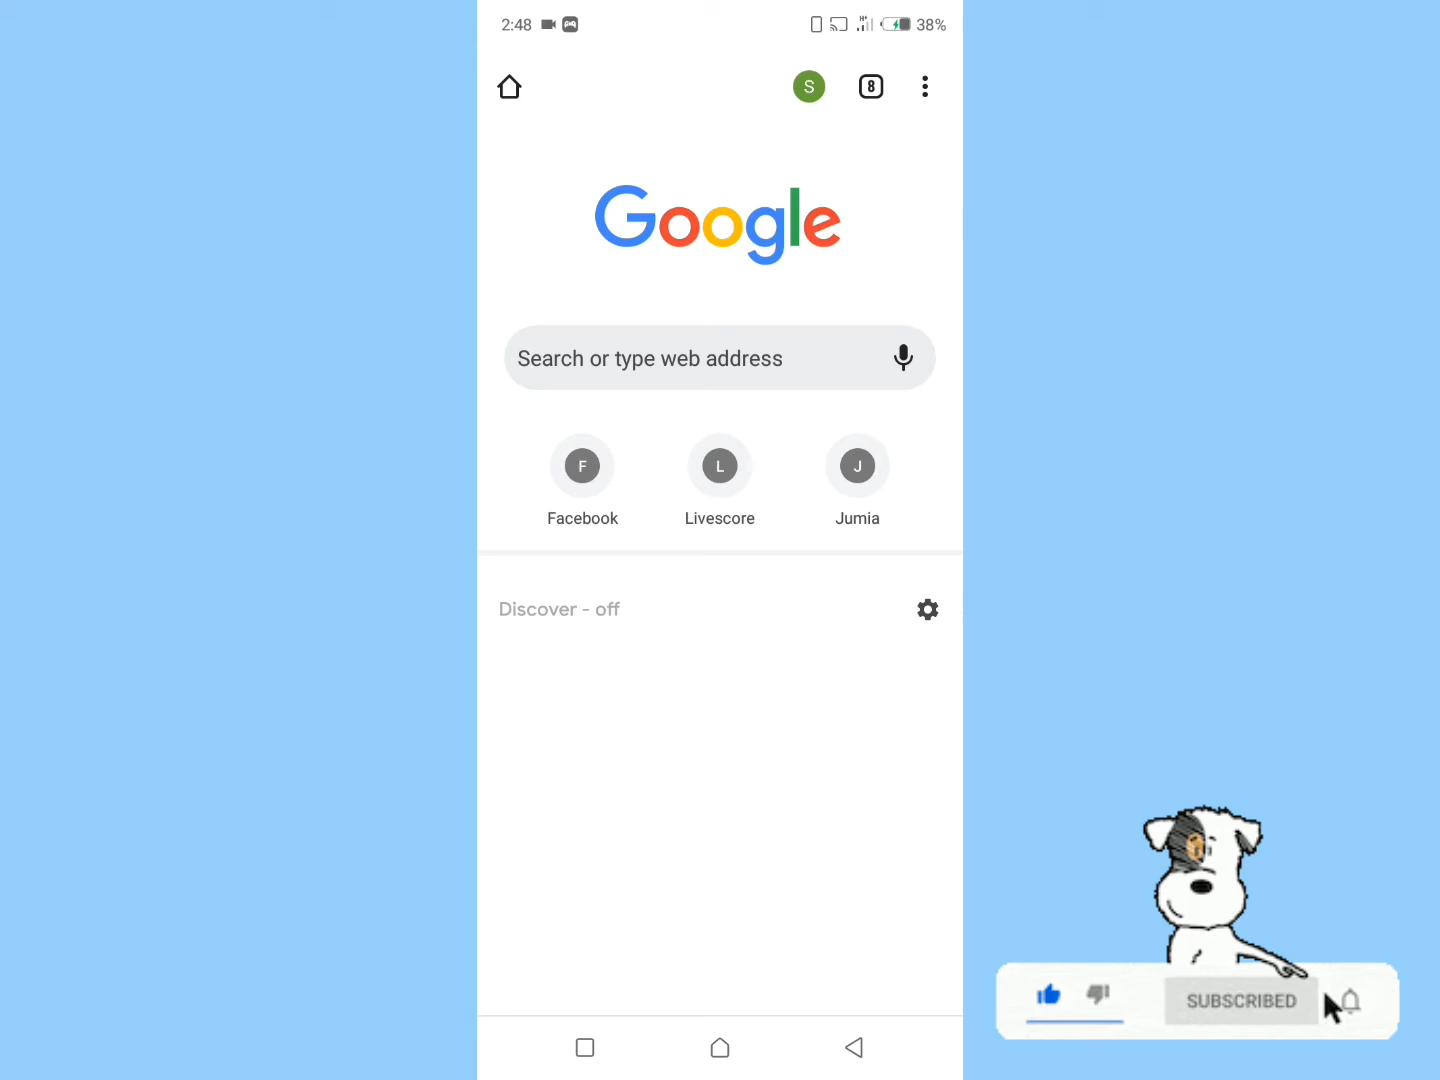 2:48
H+
38%
S
8
Google
Search or type web address
F
L
J
Facebook
Livescore
Jumia
Discover - off
SUBSCRIBED